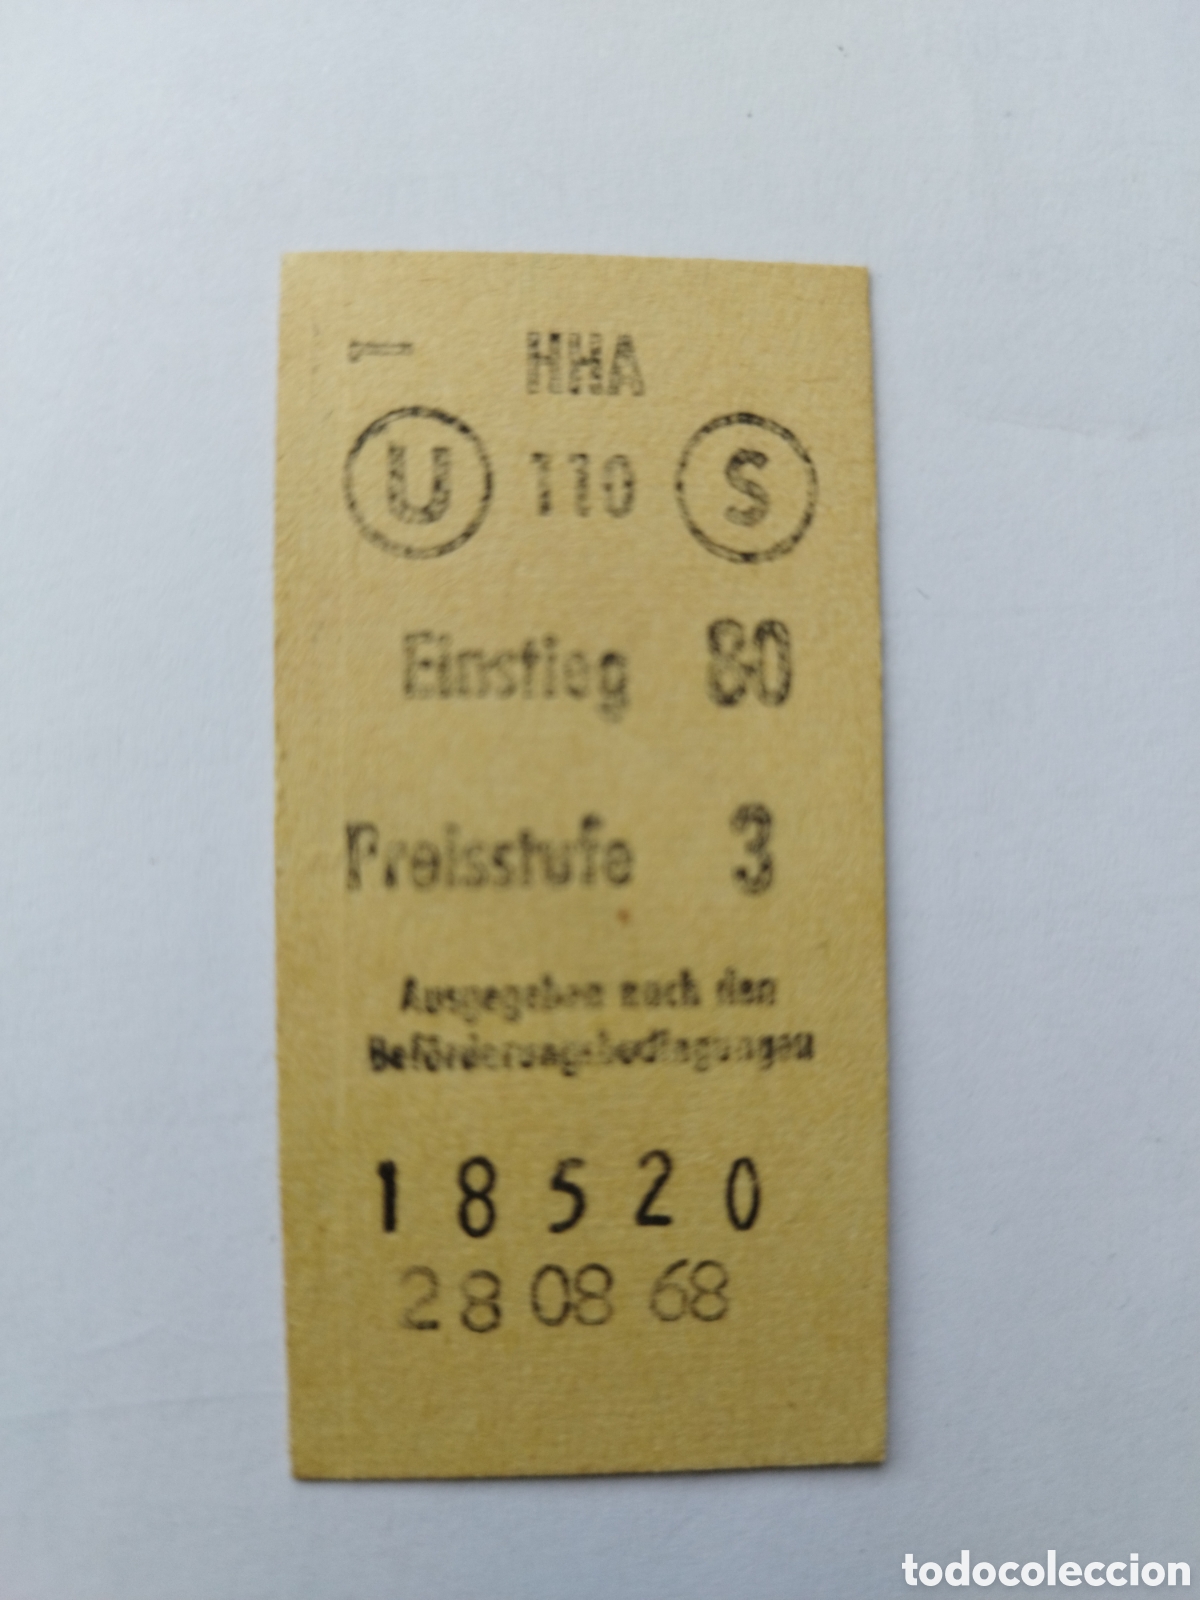 HHA
U 110 S
Einstieg 80
Preisstufe 3
Ausgegeben nach den
Beförderungsbedingungen
18520
28 08 68
todocoleccion